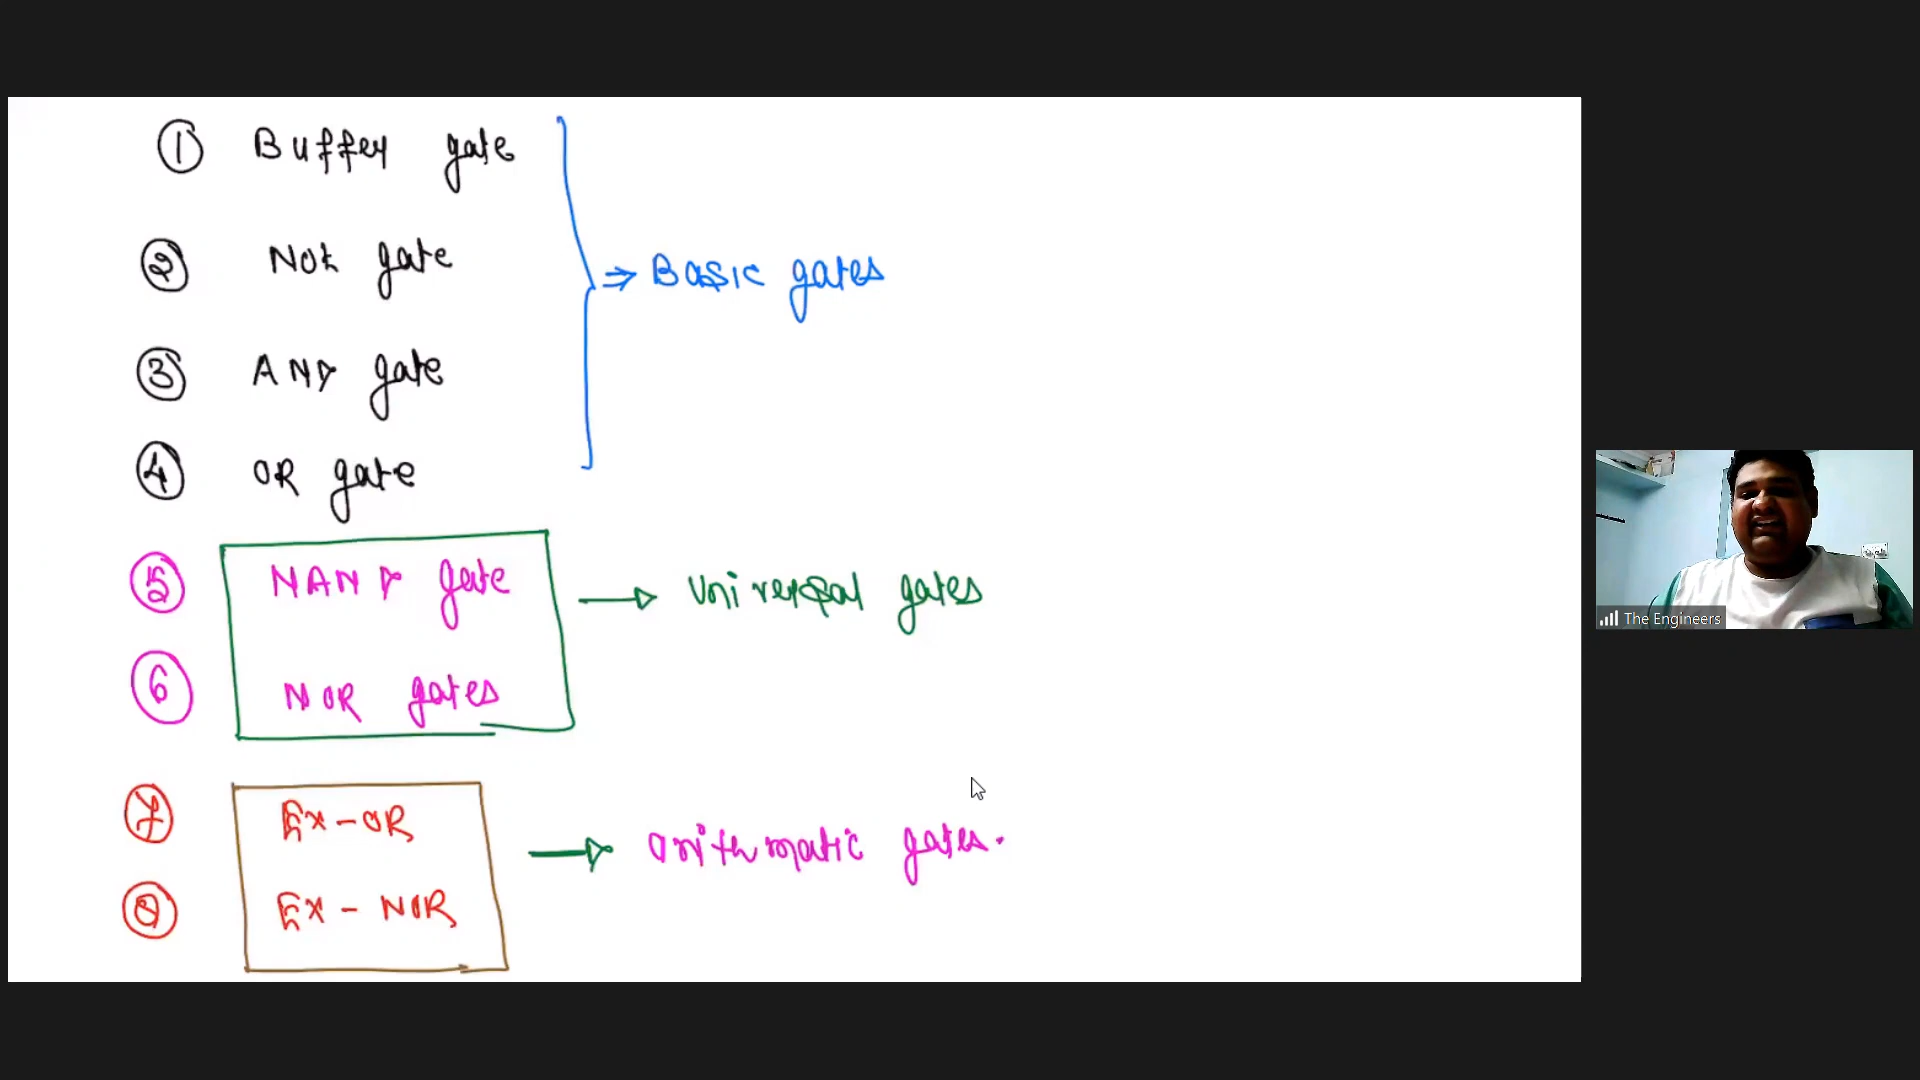 ① Buffer gate
② NOt gate
③ AND gate
④ OR gate
⇒ Basic gates
⑤ NAND gate
⑥ NOR gates
→ Universal gates
⑦ Ex-OR
⑧ Ex-NOR
→ arithmatic gates.
The Engineers